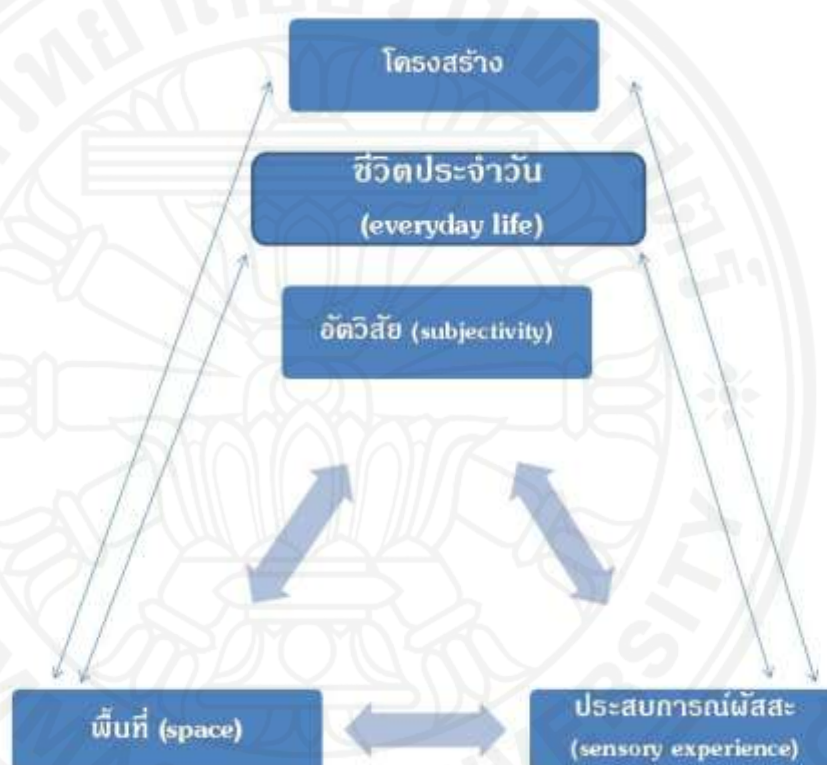 โครงสร้าง
ชีวิตประจำวัน
(everyday life)
อัตวิสัย (subjectivity)
พื้นที่ (space)
ประสบการณ์ผัสสะ
(sensory experience)